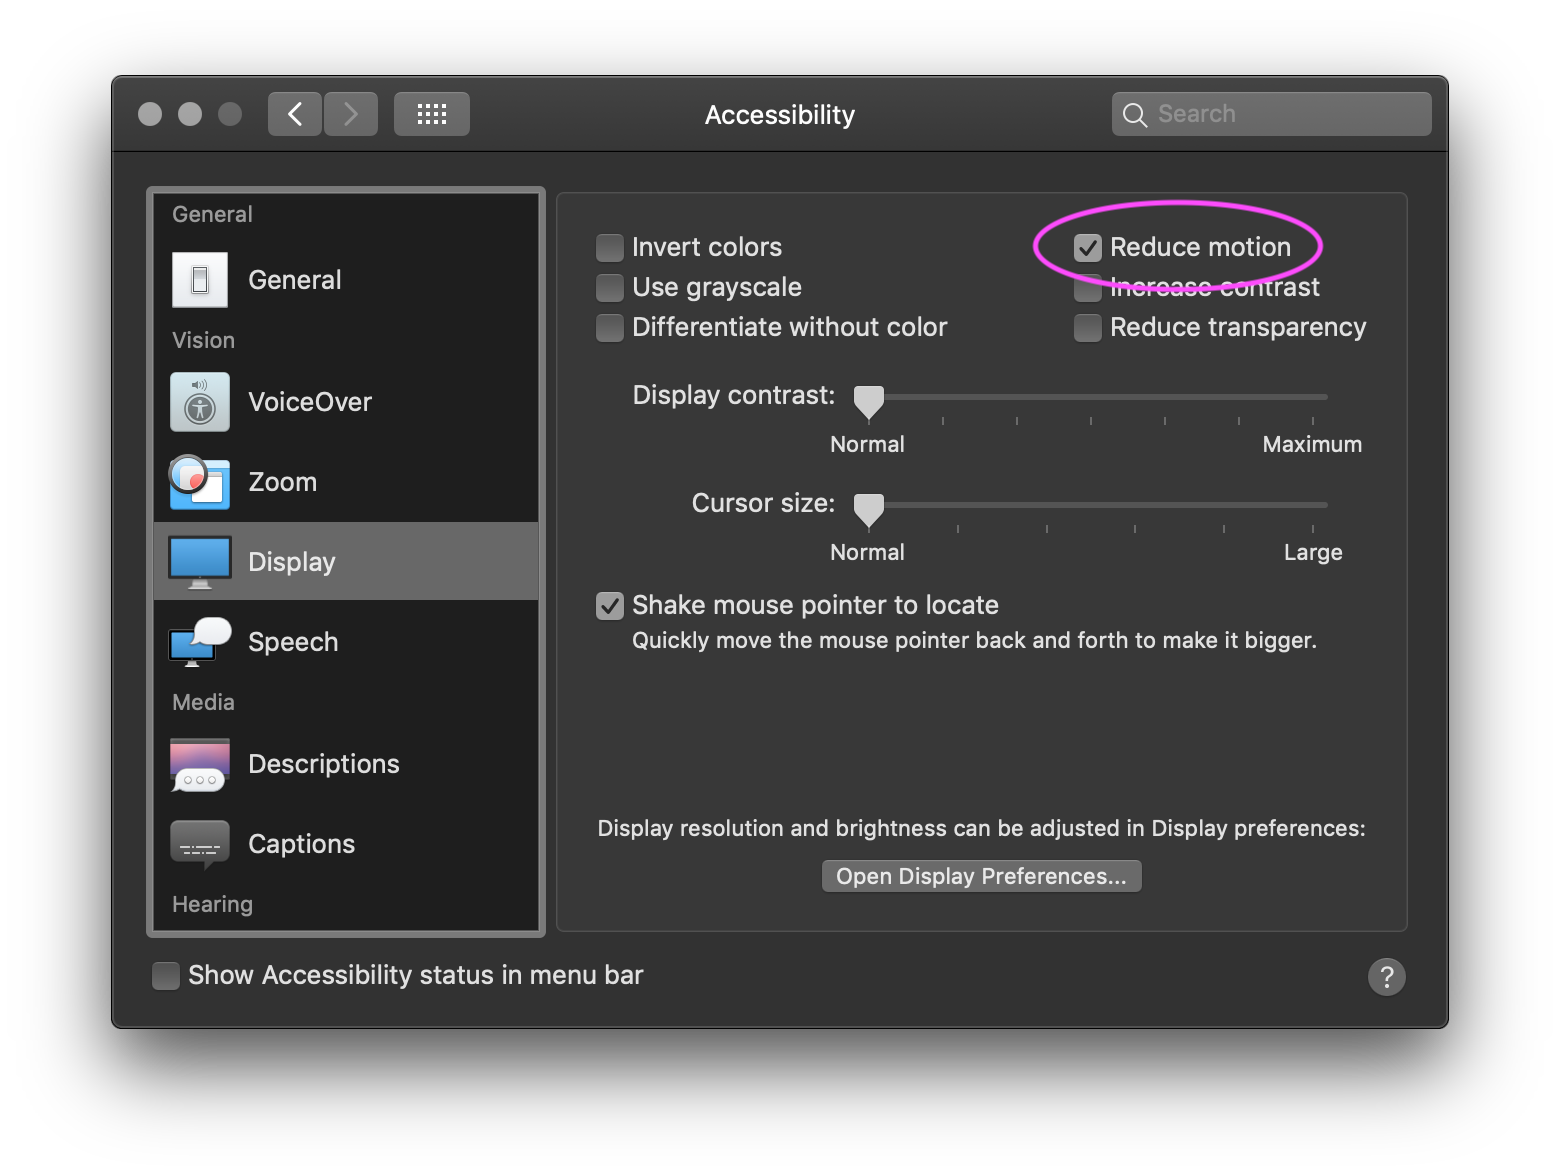 Accessibility
Search
General
General
Vision
VoiceOver
Zoom
Display
Speech
Media
Descriptions
Captions
Hearing
Invert colors
Use grayscale
Differentiate without color
Reduce motion
Increase contrast
Reduce transparency
Display contrast:
Normal
Maximum
Cursor size:
Normal
Large
Shake mouse pointer to locate
Quickly move the mouse pointer back and forth to make it bigger.
Display resolution and brightness can be adjusted in Display preferences:
Open Display Preferences...
Show Accessibility status in menu bar
?